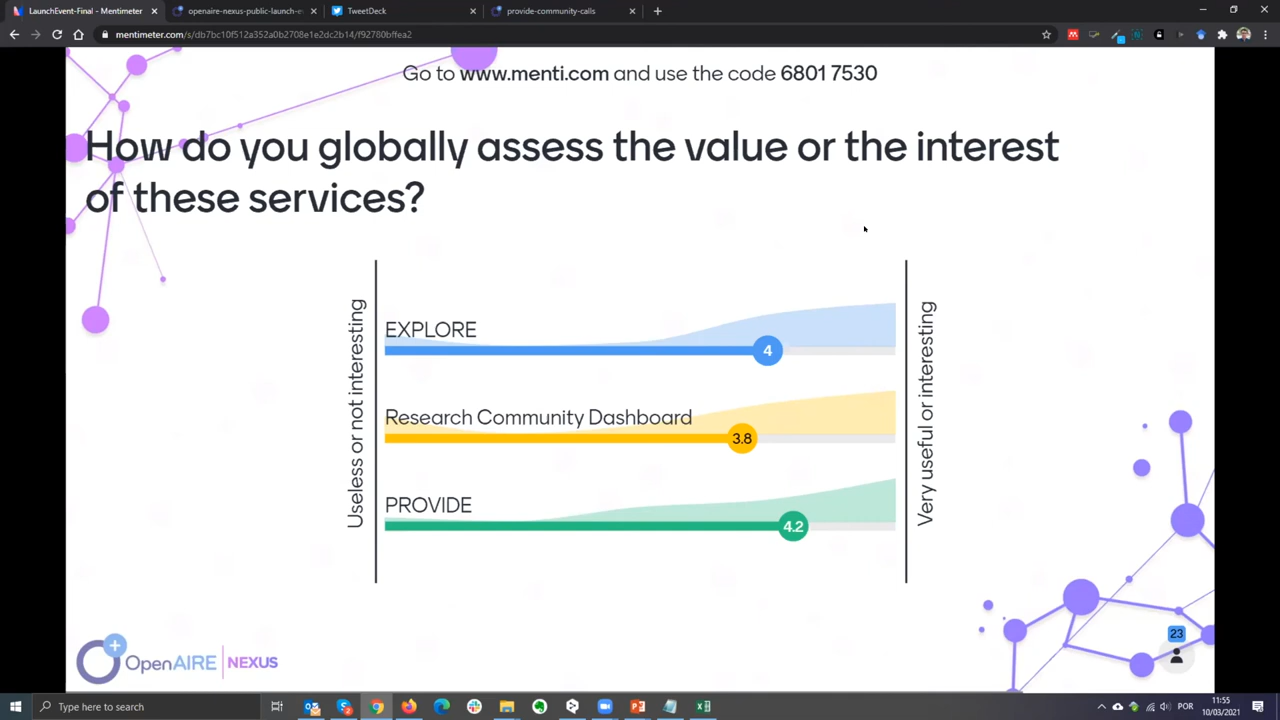 LaunchEvent-Final - Mentimeter
openaire-nexus-public-launch-e
TweetDeck
provide-community-calls
mentimeter.com/s/db7bc10f512a352a0b2708e1e2dc2b14/f92780bffea2
Go to www.menti.com and use the code 6801 7530
How do you globally assess the value or the interest
of these services?
Useless or not interesting
EXPLORE
4
Research Community Dashboard
3.8
PROVIDE
4.2
Very useful or interesting
OpenAIRE NEXUS
23
Type here to search
POR
11:55
10/03/2021